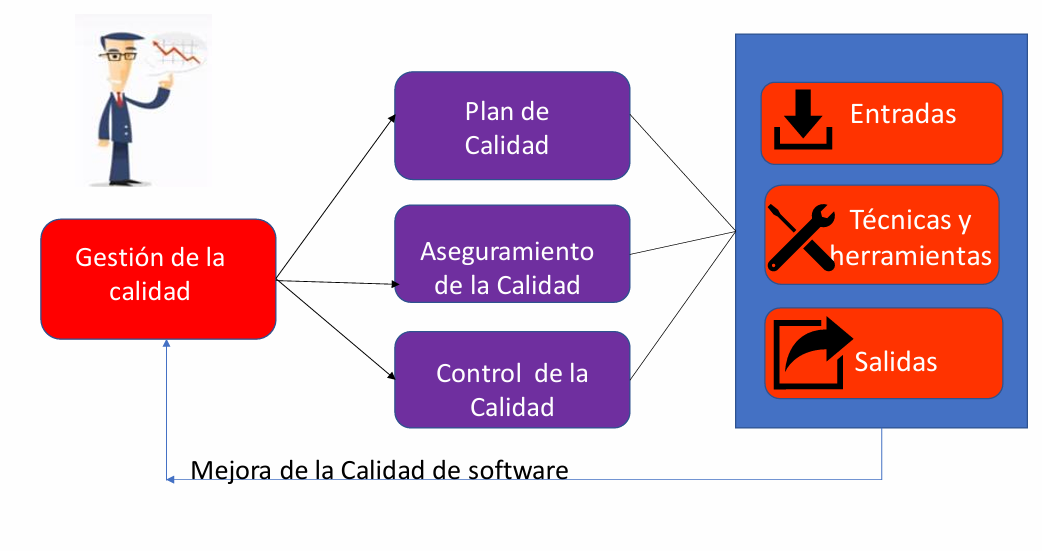 Gestión de la
calidad
Plan de
Calidad
Aseguramiento
de la Calidad
Control  de la
Calidad
Entradas
Técnicas y
herramientas
Salidas
Mejora de la Calidad de software